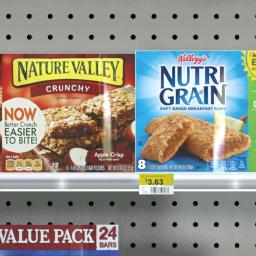 NATURE VALLEY
CRUNCHY
NOW
Better Crunch
EASIER
TO BITE!
Apple Crisp
12
Kellogg's
NUTRI
GRAIN
SOFT BAKED BREAKFAST BARS
8
$3.63
VALUE PACK 24
BARS